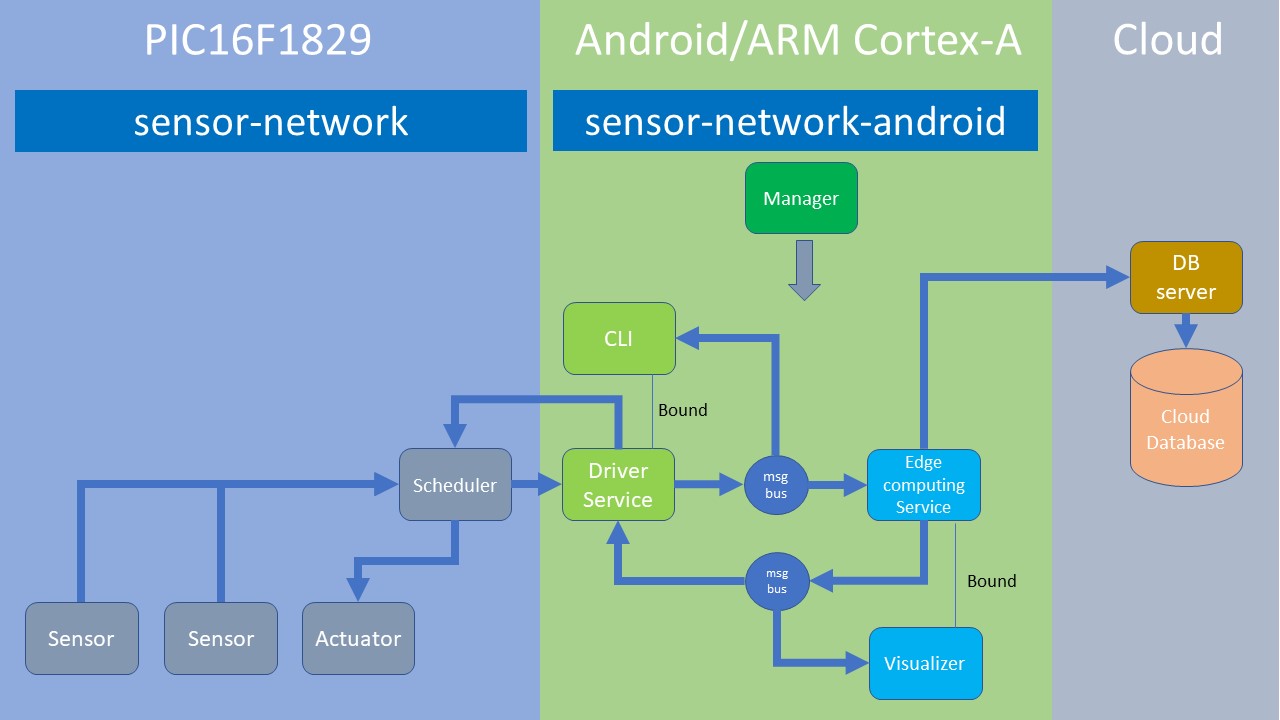 PIC16F1829
Android/ARM Cortex-A
Cloud
sensor-network
sensor-network-android
Manager
DB
server
CLI
Bound
Cloud
Database
Scheduler
Driver
Service
msg
bus
Edge
computing
Service
msg
bus
Bound
Sensor
Sensor
Actuator
Visualizer